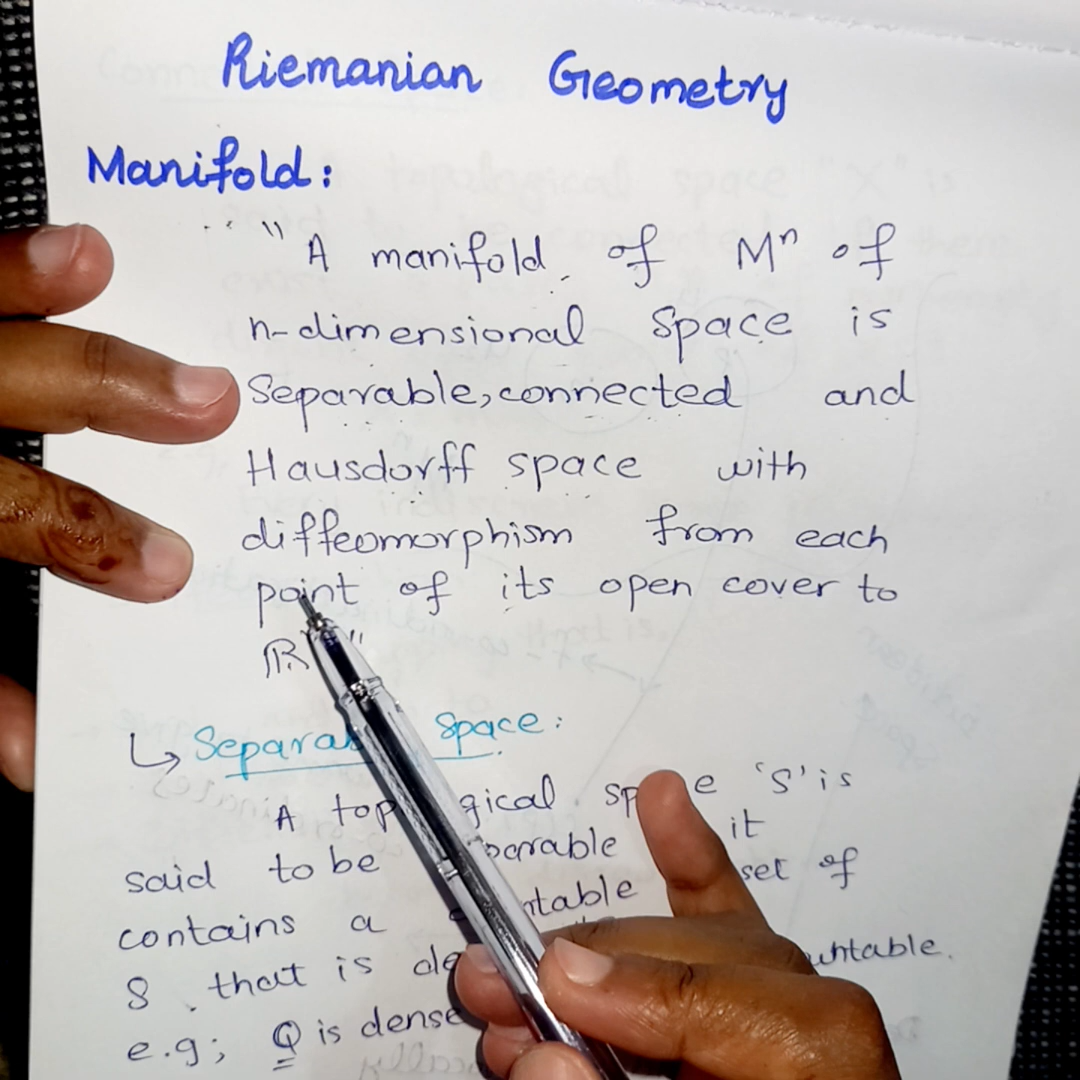 Riemanian Geometry
Manifold:
"A manifold of Mⁿ of
n-dimensional space is
Separable, connected and
Hausdorff space with
diffeomorphism from each
point of its open cover to
ℝ "
↳ Separa Space:
A top gical sp e 'S' is
said to be parable it
contains a ntable set of
S that is de untable.
e.g; Q is dense